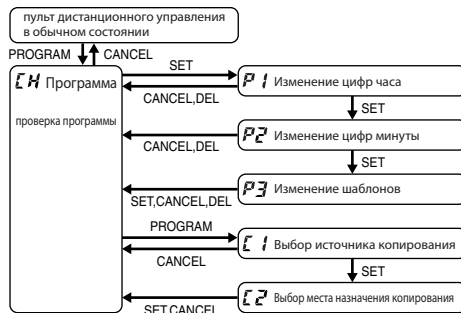 пульт дистанционного управления
в обычном состоянии
PROGRAM CANCEL
SET
CH Программа
P1 Изменение цифр часа
CANCEL,DEL
SET
проверка программы
P2 Изменение цифр минуты
CANCEL,DEL
SET
P3 Изменение шаблонов
SET,CANCEL,DEL
PROGRAM
C1 Выбор источника копирования
CANCEL
SET
C2 Выбор места назначения копирования
SET,CANCEL